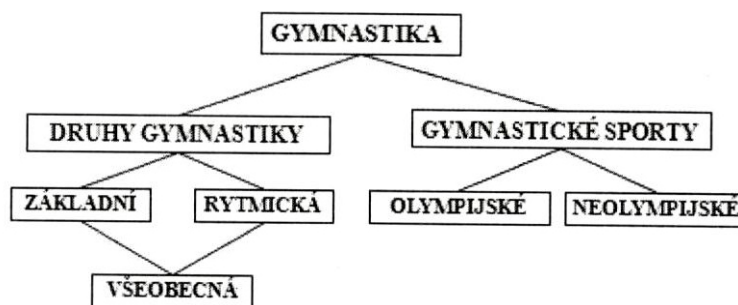 GYMNASTIKA
DRUHY GYMNASTIKY
GYMNASTICKÉ SPORTY
ZÁKLADNÍ
RYTMICKÁ
OLYMPIJSKÉ
NEOLYMPIJSKÉ
VŠEOBECNÁ